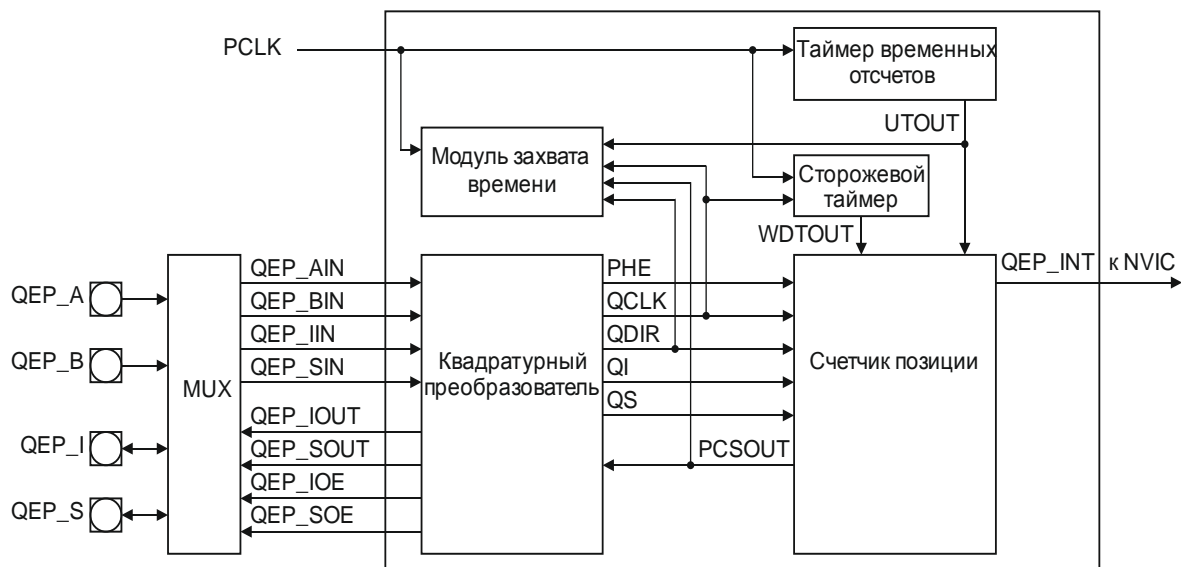 PCLK
Таймер временных
отсчетов
UTOUT
Модуль захвата
времени
Сторожевой
таймер
WDTOUT
QEP_A
QEP_B
QEP_I
QEP_S
MUX
QEP_AIN
QEP_BIN
QEP_IIN
QEP_SIN
QEP_IOUT
QEP_SOUT
QEP_IOE
QEP_SOE
Квадратурный
преобразователь
PHE
QCLK
QDIR
QI
QS
PCSOUT
Счетчик позиции
QEP_INT к NVIC